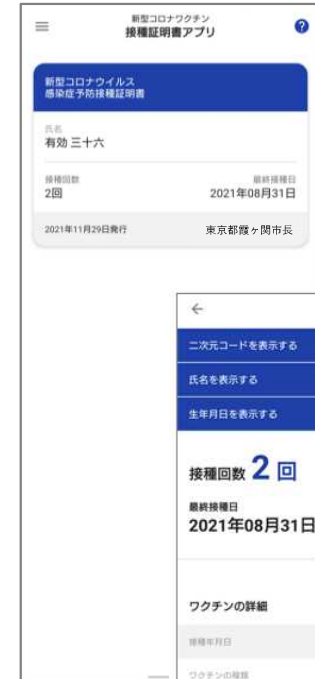 新型コロナワクチン
接種証明書アプリ
?
新型コロナウイルス
感染症予防接種証明書
氏名
有効 三十六
接種回数
最終接種日
2回
2021年08月31日
2021年11月29日発行
東京都霞ヶ関市長
二次元コードを表示する
氏名を表示する
生年月日を表示する
接種回数 2 回
最終接種日
2021年08月31日
ワクチンの詳細
接種年月日
ワクチンの種類